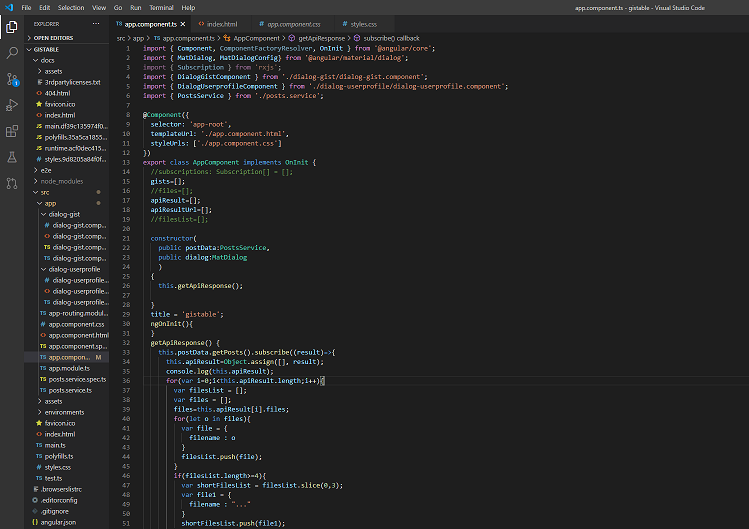 File Edit Selection View Go Run Terminal Help
app.component.ts - gistable - Visual Studio Code
EXPLORER ...
app.component.ts × index.html app.component.css styles.css
OPEN EDITORS
src > app > app.component.ts > AppComponent > getApiResponse > subscribe() callback
GISTABLE
docs
assets
3rdpartylicenses.txt
404.html
favicon.ico
index.html
main.df39c135974f0...
polyfills.35a5ca1855...
runtime.acf0dec415...
styles.9d8205a84f0f...
e2e
node_modules
src
app
dialog-gist
# dialog-gist.comp...
dialog-gist.comp...
TS dialog-gist.comp...
TS dialog-gist.comp...
dialog-userprofile
# dialog-userprofile...
dialog-userprofile...
TS dialog-userprofile...
TS app-routing.modul...
# app.component.css
app.component.html
TS app.component.sp...
TS app.compon... M
TS app.module.ts
TS posts.service.spec.ts
TS posts.service.ts
assets
environments
favicon.ico
index.html
TS main.ts
TS polyfills.ts
# styles.css
TS test.ts
.browserslistrc
.editorconfig
.gitignore
angular.json
1 import { Component, ComponentFactoryResolver, OnInit } from '@angular/core';
2 import { MatDialog, MatDialogConfig} from '@angular/material/dialog';
3 import { Subscription } from 'rxjs';
4 import { DialogGistComponent } from './dialog-gist/dialog-gist.component';
5 import { DialogUserprofileComponent } from './dialog-userprofile/dialog-userprofile.component';
6 import { PostsService } from './posts.service';
7
8 @Component({
9 selector: 'app-root',
10 templateUrl: './app.component.html',
11 styleUrls: ['./app.component.css']
12 })
13 export class AppComponent implements OnInit {
14 //subscriptions: Subscription[] = [];
15 gists=[];
16 //files=[];
17 apiResult=[];
18 apiResultUrl=[];
19 //filesList=[];
20
21 constructor(
22 public postData:PostsService,
23 public dialog:MatDialog
24 )
25 {
26 this.getApiResponse();
27
28 }
29 title = 'gistable';
30 ngOnInit(){
31 }
32 getApiResponse() {
33 this.postData.getPosts().subscribe((result)=>{
34 this.apiResult=Object.assign([], result);
35 console.log(this.apiResult);
36 for(var i=0;i<this.apiResult.length;i++){
37 var filesList = [];
38 var files = [];
39 files=this.apiResult[i].files;
40 for(let o in files){
41 var file = {
42 filename : o
43 }
44 filesList.push(file);
45 }
46 if(filesList.length>=4){
47 var shortFilesList = filesList.slice(0,3);
48 var file1 = {
49 filename : "..."
50 }
51 shortFilesList.push(file1);